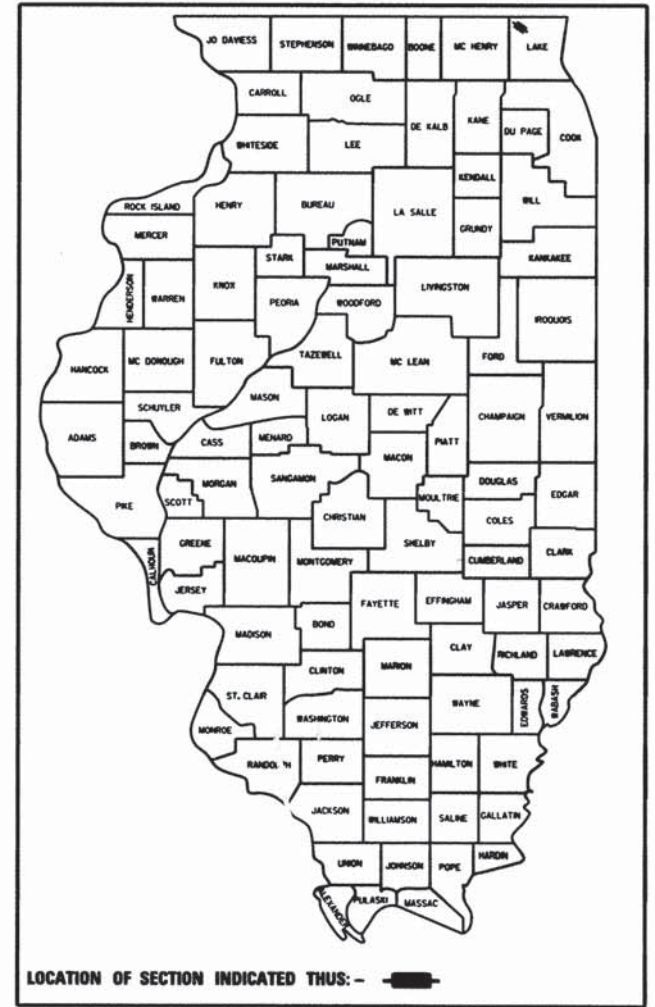 JO DAVIESS STEPHENSON WINNEBAGO BOONE MC HENRY LAKE
CARROLL OGLE DE KALB KANE DU PAGE COOK
WHITESIDE LEE
KENDALL
ROCK ISLAND HENRY BUREAU LA SALLE GRUNDY WILL
MERCER PUTNAM
STARK MARSHALL KANKAKEE
HENDERSON WARREN KNOX PEORIA WOODFORD LIVINGSTON
IROQUOIS
HANCOCK MC DONOUGH FULTON TAZEWELL MC LEAN FORD
MASON
SCHUYLER LOGAN DE WITT CHAMPAIGN VERMILION
ADAMS BROWN CASS MENARD PIATT
MACON
MORGAN SANGAMON DOUGLAS
PIKE SCOTT MOULTRIE EDGAR
CHRISTIAN COLES
GREENE SHELBY
CALHOUN MACOUPIN MONTGOMERY CUMBERLAND CLARK
JERSEY
FAYETTE EFFINGHAM JASPER CRAWFORD
MADISON BOND
CLAY RICHLAND LAWRENCE
CLINTON MARION
ST. CLAIR WAYNE EDWARDS WABASH
WASHINGTON JEFFERSON
MONROE
RANDOLPH PERRY HAMILTON WHITE
FRANKLIN
JACKSON WILLIAMSON SALINE GALLATIN
UNION JOHNSON POPE HARDIN
ALEXANDER PULASKI MASSAC
LOCATION OF SECTION INDICATED THUS: -